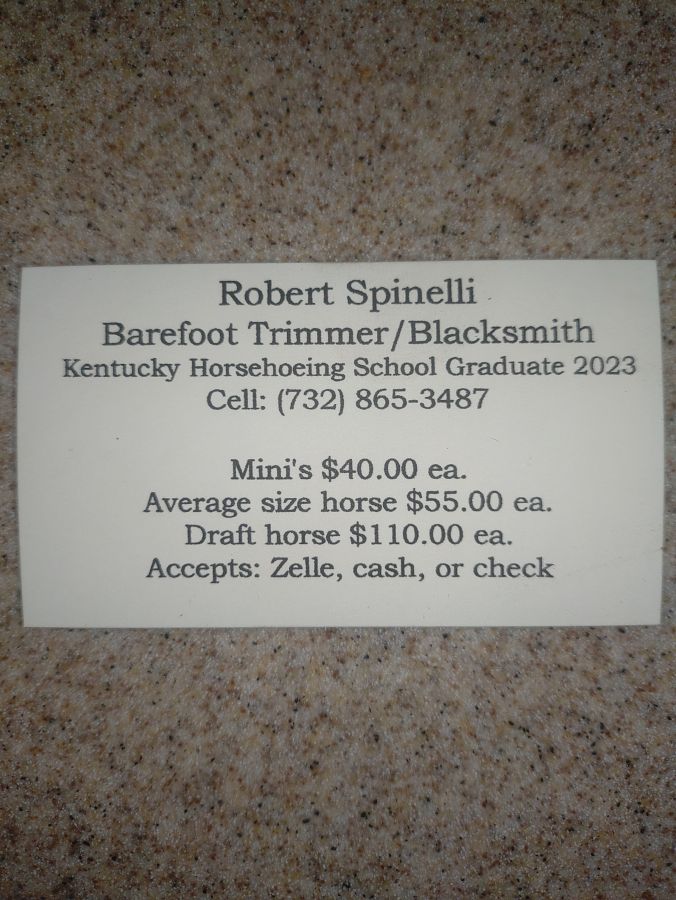 Robert Spinelli
Barefoot Trimmer/Blacksmith
Kentucky Horsehoeing School Graduate 2023
Cell: (732) 865-3487
Mini's $40.00 ea.
Average size horse $55.00 ea.
Draft horse $110.00 ea.
Accepts: Zelle, cash, or check